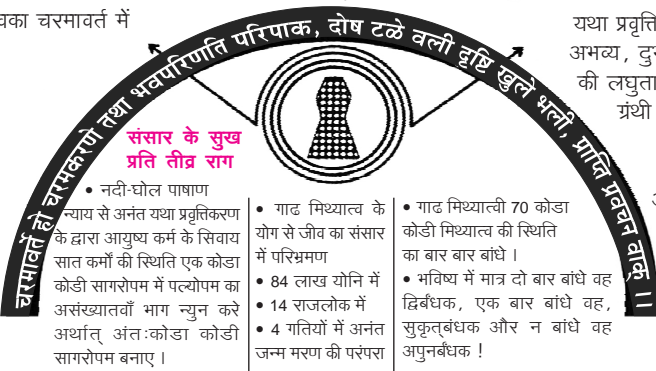 वका चरमावर्त में
यथा प्रवृत्ति
अभव्य, दु
की लघुता
ग्रंथी
चरमावर्ते हो चरमकरणे तथा भवपरिणति परिपाक, दोष टळे वली दृष्टि खुले भली, प्राप्ति प्रवचन वाक् ।।
संसार के सुख
प्रति तीव्र राग
• नदी-घोल पाषाण
न्याय से अनंत यथा प्रवृत्तिकरण
के द्वारा आयुष्य कर्म के सिवाय
सात कर्मों की स्थिति एक कोडा
कोडी सागरोपम में पल्योपम का
असंख्यातवाँ भाग न्युन करे
अर्थात् अंतःकोडा कोडी
सागरोपम बनाए ।
• गाढ मिथ्यात्व के
योग से जीव का संसार
में परिभ्रमण
• 84 लाख योनि में
• 14 राजलोक में
• 4 गतियों में अनंत
जन्म मरण की परंपरा
• गाढ मिथ्यात्वी 70 कोडा
कोडी मिथ्यात्व की स्थिति
का बार बार बांधे ।
• भविष्य में मात्र दो बार बांधे वह
द्विर्बंधक, एक बार बांधे वह,
सुकृत्‌बंधक और न बांधे वह
अपुनर्बंधक !